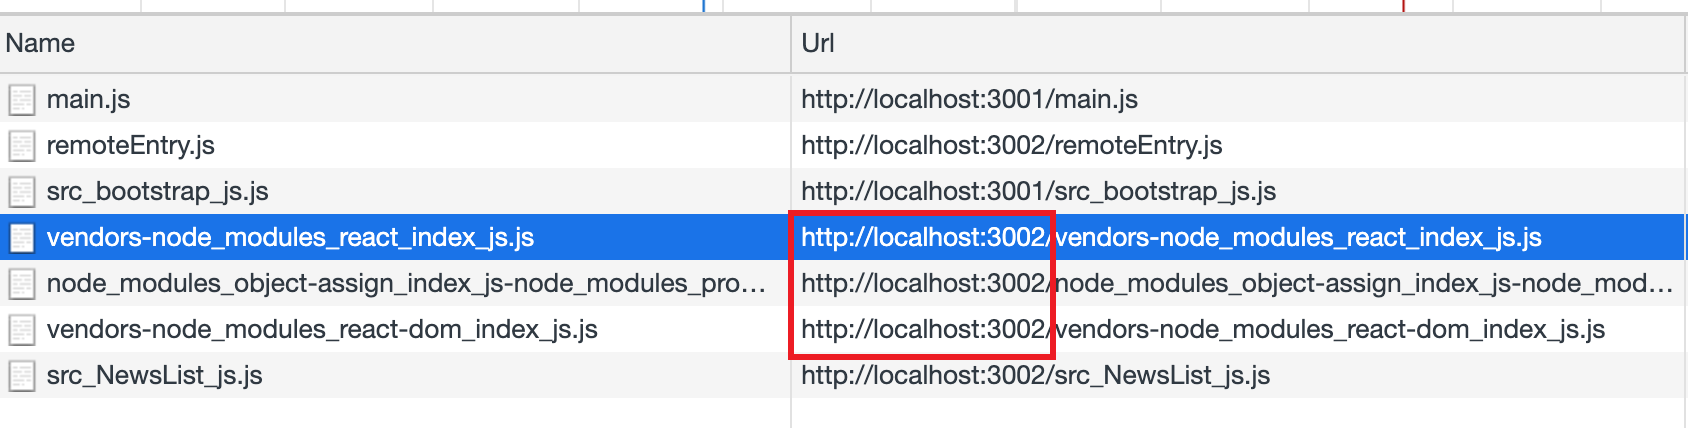 Name Url
main.js http://localhost:3001/main.js
remoteEntry.js http://localhost:3002/remoteEntry.js
src_bootstrap_js.js http://localhost:3001/src_bootstrap_js.js
vendors-node_modules_react_index_js.js http://localhost:3002/vendors-node_modules_react_index_js.js
node_modules_object-assign_index_js-node_modules_pro… http://localhost:3002/node_modules_object-assign_index_js-node_mod…
vendors-node_modules_react-dom_index_js.js http://localhost:3002/vendors-node_modules_react-dom_index_js.js
src_NewsList_js.js http://localhost:3002/src_NewsList_js.js